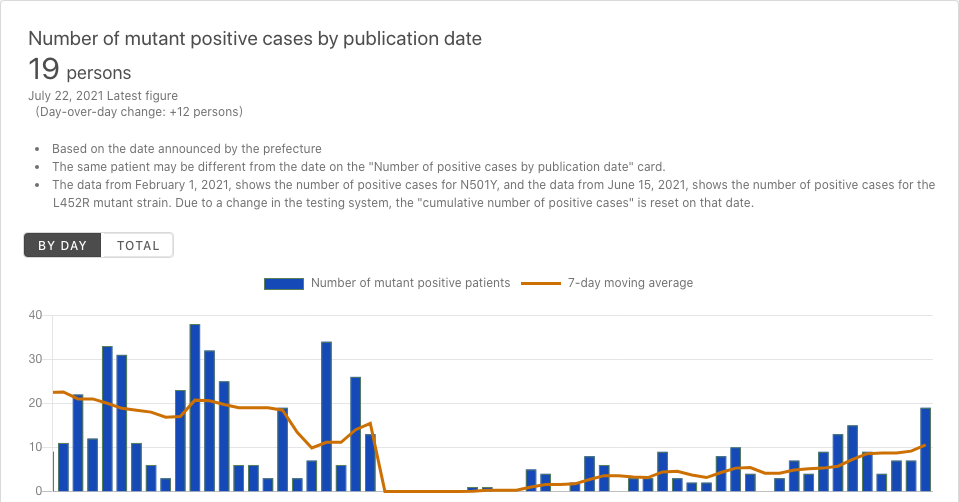 Number of mutant positive cases by publication date
19 persons
July 22, 2021 Latest figure
(Day-over-day change: +12 persons)
• Based on the date announced by the prefecture
• The same patient may be different from the date on the "Number of positive cases by publication date" card.
• The data from February 1, 2021, shows the number of positive cases for N501Y, and the data from June 15, 2021, shows the number of positive cases for the
L452R mutant strain. Due to a change in the testing system, the "cumulative number of positive cases" is reset on that date.
BY DAY TOTAL
Number of mutant positive patients 7-day moving average
40
30
20
10
0